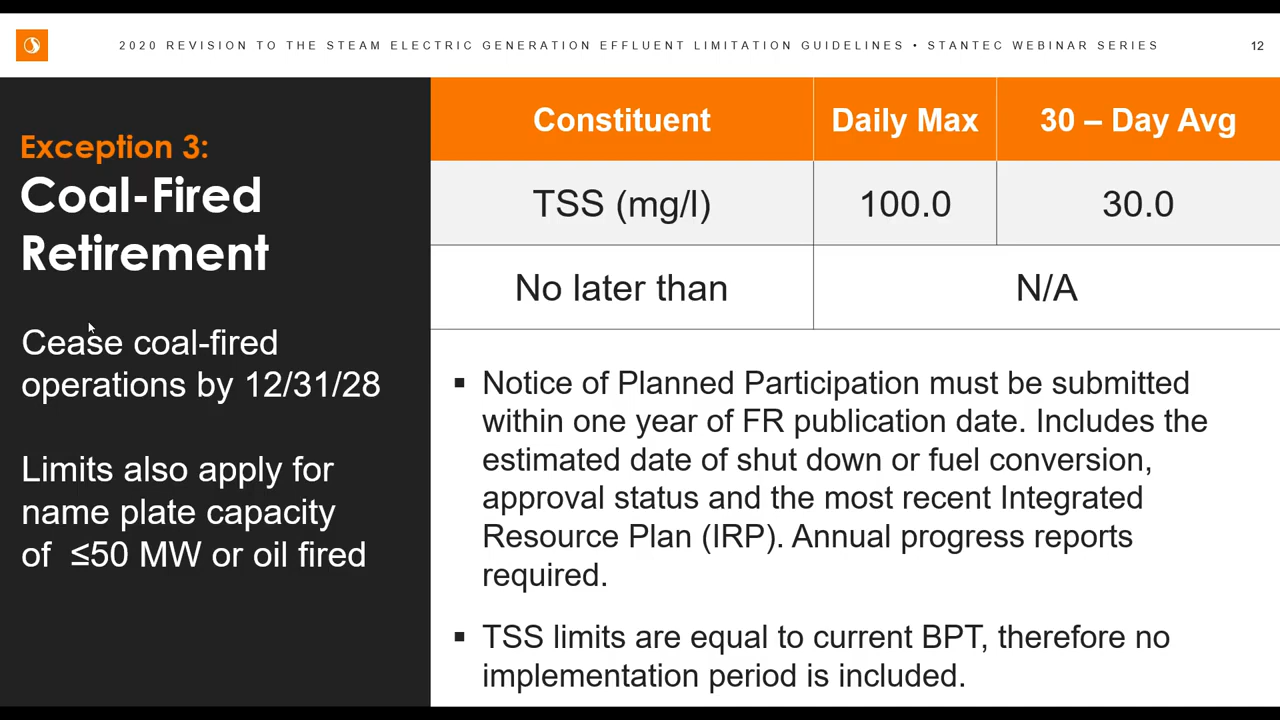 2020 REVISION TO THE STEAM ELECTRIC GENERATION EFFLUENT LIMITATION GUIDELINES • STANTEC WEBINAR SERIES
12
Exception 3:
Coal-Fired
Retirement
Cease coal-fired
operations by 12/31/28
Limits also apply for
name plate capacity
of ≤50 MW or oil fired
Constituent Daily Max 30 – Day Avg
TSS (mg/l) 100.0 30.0
No later than N/A
▪ Notice of Planned Participation must be submitted
within one year of FR publication date. Includes the
estimated date of shut down or fuel conversion,
approval status and the most recent Integrated
Resource Plan (IRP). Annual progress reports
required.
▪ TSS limits are equal to current BPT, therefore no
implementation period is included.